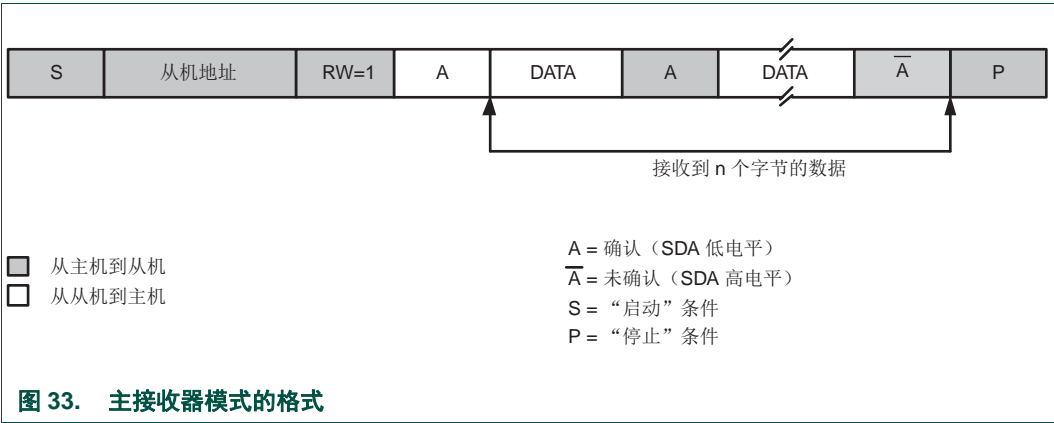 S 从机地址 RW=1 A DATA A DATA A̅ P
接收到 n 个字节的数据
从主机到从机
从从机到主机
A = 确认（SDA 低电平）
A̅ = 未确认（SDA 高电平）
S = “启动”条件
P = “停止”条件
图 33. 主接收器模式的格式